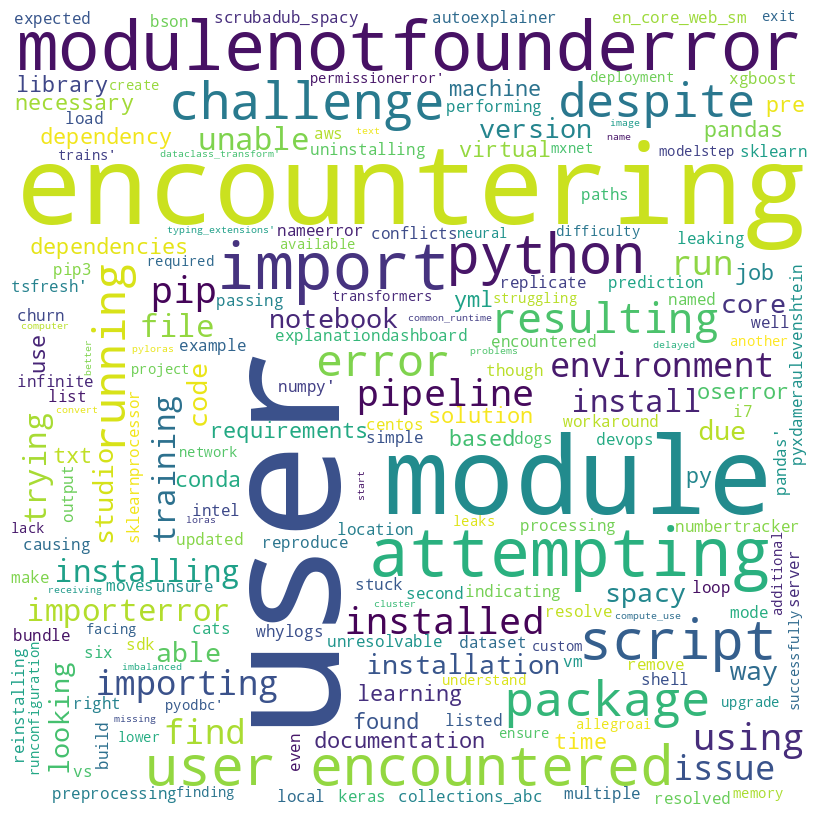 expected
bson
scrubadub_spacy
autoexplainer
en_core_web_sm
exit
modulenotfounderror
library
create
permissionerror'
machine
deployment
xgboost
necessary
challenge
performing
despite
pre
load
text
image
name
dependency
unable
aws
version
pandas
trains'
dataclass_transform'
uninstalling
virtual
mxnet
modelstep
sklearn
encountering
paths
typing_extensions'
nameerror
conflicts
neural
difficulty
leaking
dependencies
available
import
python
run
job
pip3
required
tsfresh'
pip
passing
transformers
replicate
prediction
pyxdameraulevenshtein
struggling
yml
named
core
churn
running
file
notebook
common_runtime
resulting
encountered
well
another
computer
better
pyloras
example
explanationdashboard
problems
delayed
use
code
error
though
environment
infinite
project
numpy'
pipeline
install
oserror
list
convert
solution
workaround
i7
trying
txt
studio
sklearnprocessor
training
requirements
centos
simple
based
dogs
devops
due
pandas'
output
network
conda
user
start
module
py
lack
loras
intel
location
leaks
processing
numbertracker
causing
updated
reproduce
attempting
additional
server
make
receiving
moves
unsure
installing
stuck
second
indicating
spacy
loop
bundle
importerror
cluster
installed
resolve
compute_use
mode
successfully
facing
sdk
cats
whylogs
unresolvable
dataset
custom
script
reinstalling
runconfiguration
looking
six
able
imbalanced
installation
vm
remove
way
right
importing
pyodbc'
learning
understand
shell
package
upgrade
missing
build
lower
find
even
found
listed
allegroai
using
vs
documentation
ensure
time
user encountered
issue
preprocessing
finding
local
keras
collections_abc
multiple
resolved
memory